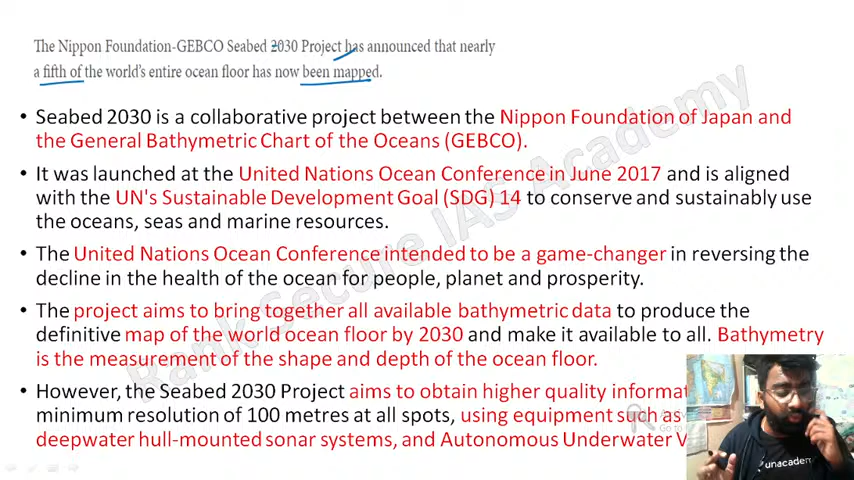 The Nippon Foundation-GEBCO Seabed 2030 Project has announced that nearly
a fifth of the world's entire ocean floor has now been mapped.
• Seabed 2030 is a collaborative project between the Nippon Foundation of Japan and
the General Bathymetric Chart of the Oceans (GEBCO).
• It was launched at the United Nations Ocean Conference in June 2017 and is aligned
with the UN's Sustainable Development Goal (SDG) 14 to conserve and sustainably use
the oceans, seas and marine resources.
• The United Nations Ocean Conference intended to be a game-changer in reversing the
decline in the health of the ocean for people, planet and prosperity.
• The project aims to bring together all available bathymetric data to produce the
definitive map of the world ocean floor by 2030 and make it available to all. Bathymetry
is the measurement of the shape and depth of the ocean floor.
• However, the Seabed 2030 Project aims to obtain higher quality informat
minimum resolution of 100 metres at all spots, using equipment such as
deepwater hull-mounted sonar systems, and Autonomous Underwater V
Rank Secure IAS Academy
unacademy